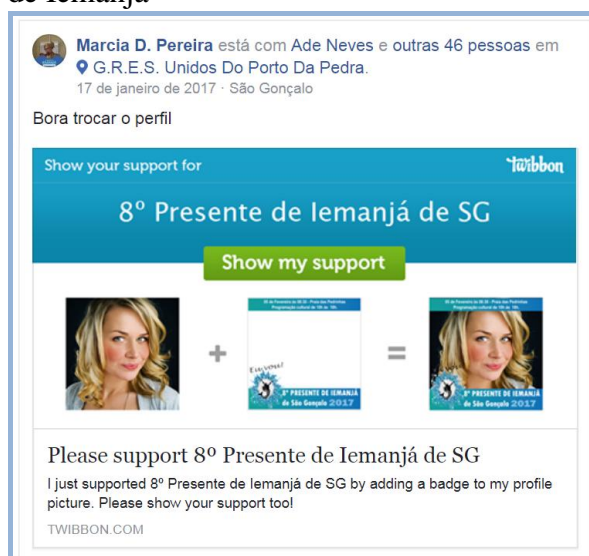 de Iemanjá
Marcia D. Pereira está com Ade Neves e outras 46 pessoas em
G.R.E.S. Unidos Do Porto Da Pedra.
17 de janeiro de 2017 · São Gonçalo
Bora trocar o perfil
Show your support for
twibbon
8º Presente de Iemanjá de SG
Show my support
+
=
Eu vou!
8º PRESENTE DE IEMANJÁ
de São Gonçalo 2017
8º PRESENTE DE IEMANJÁ
de São Gonçalo 2017
Please support 8º Presente de Iemanjá de SG
I just supported 8º Presente de Iemanjá de SG by adding a badge to my profile
picture. Please show your support too!
TWIBBON.COM